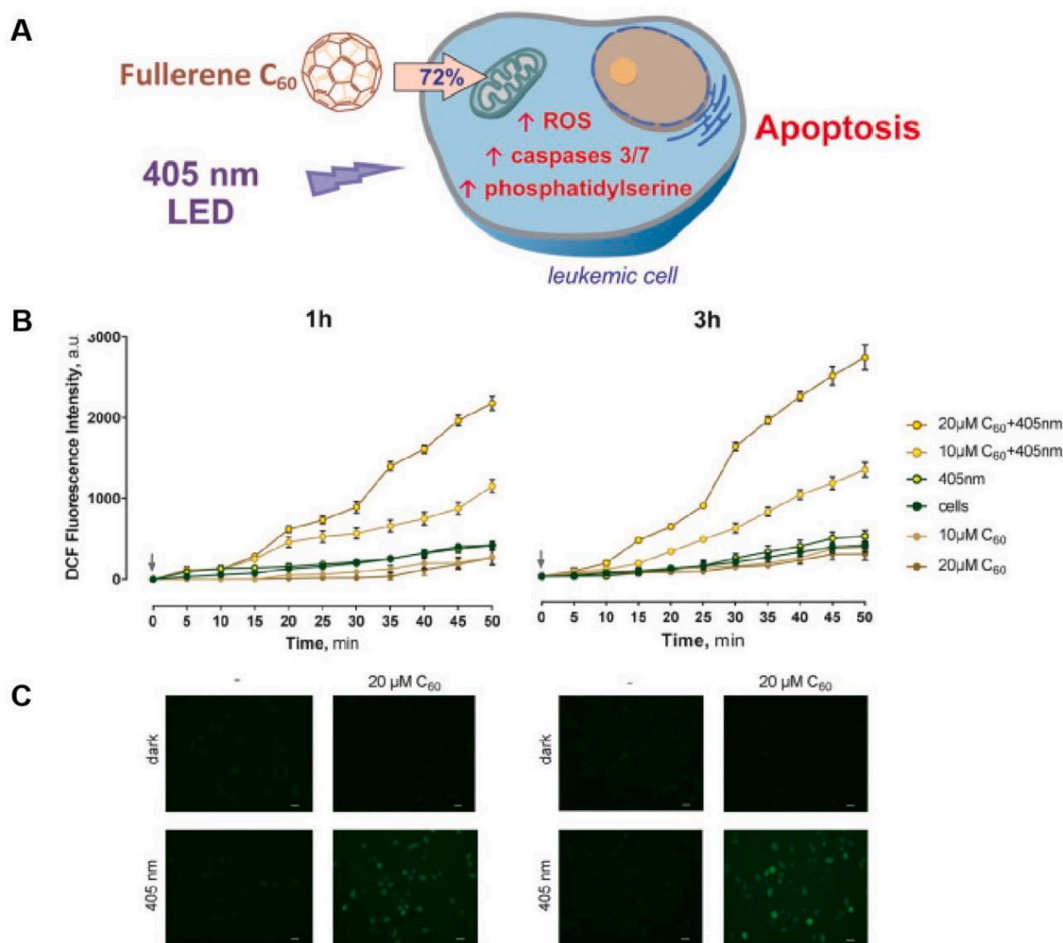 A
Fullerene C₆₀
72%
↑ ROS
↑ caspases 3/7
↑ phosphatidylserine
Apoptosis
405 nm
LED
leukemic cell
B
1h
3h
DCF Fluorescence Intensity, a.u.
3000
2000
1000
0
0 5 10 15 20 25 30 35 40 45 50
Time, min
0 5 10 15 20 25 30 35 40 45 50
Time, min
20µM C₆₀+405nm
10µM C₆₀+405nm
405nm
cells
10µM C₆₀
20µM C₆₀
C
- 20 µM C₆₀
- 20 µM C₆₀
dark
dark
405 nm
405 nm